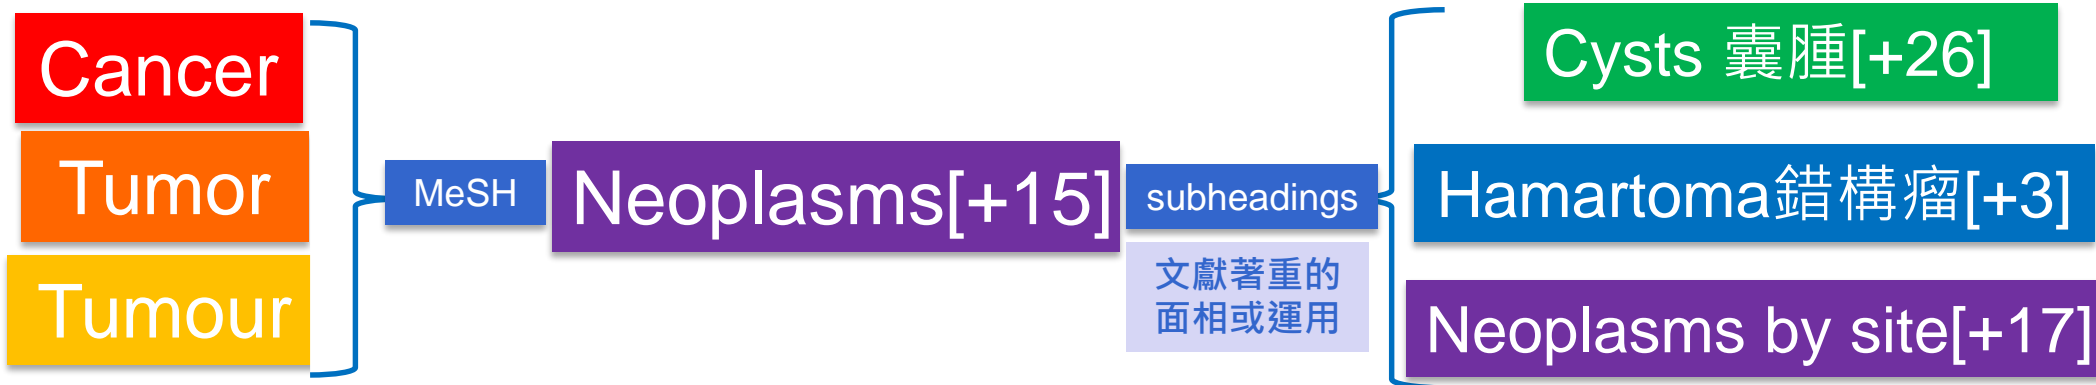 Cancer
Tumor
Tumour
MeSH
Neoplasms[+15]
subheadings
文獻著重的
面相或運用
Cysts 囊腫[+26]
Hamartoma錯構瘤[+3]
Neoplasms by site[+17]